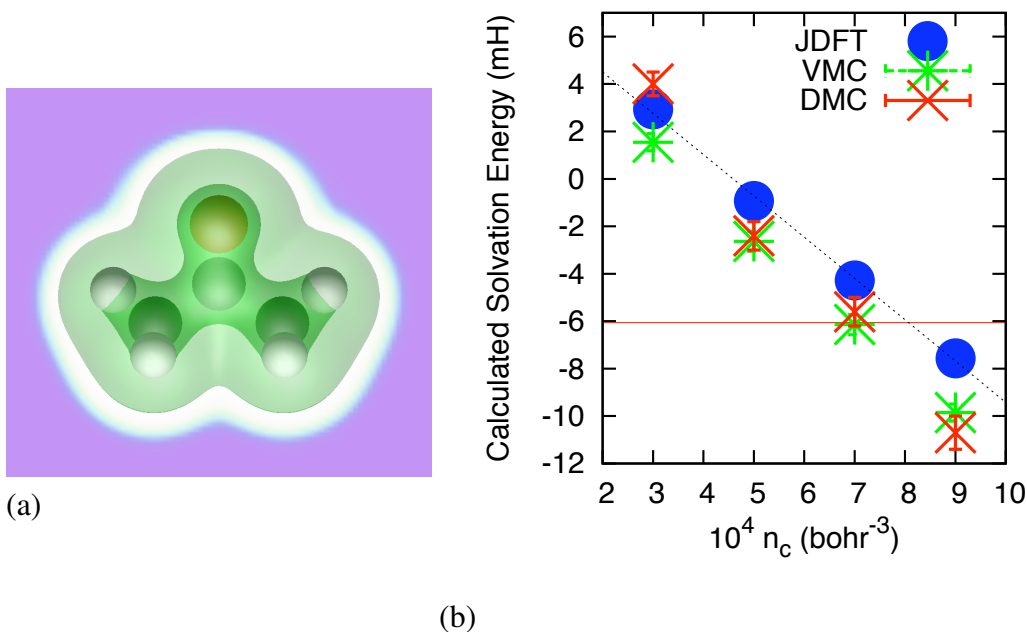 (a)
Calculated Solvation Energy (mH)
6
4
2
0
-2
-4
-6
-8
-10
-12
JDFT
VMC
DMC
2 3 4 5 6 7 8 9 10
10⁴ n_c (bohr⁻³)
(b)